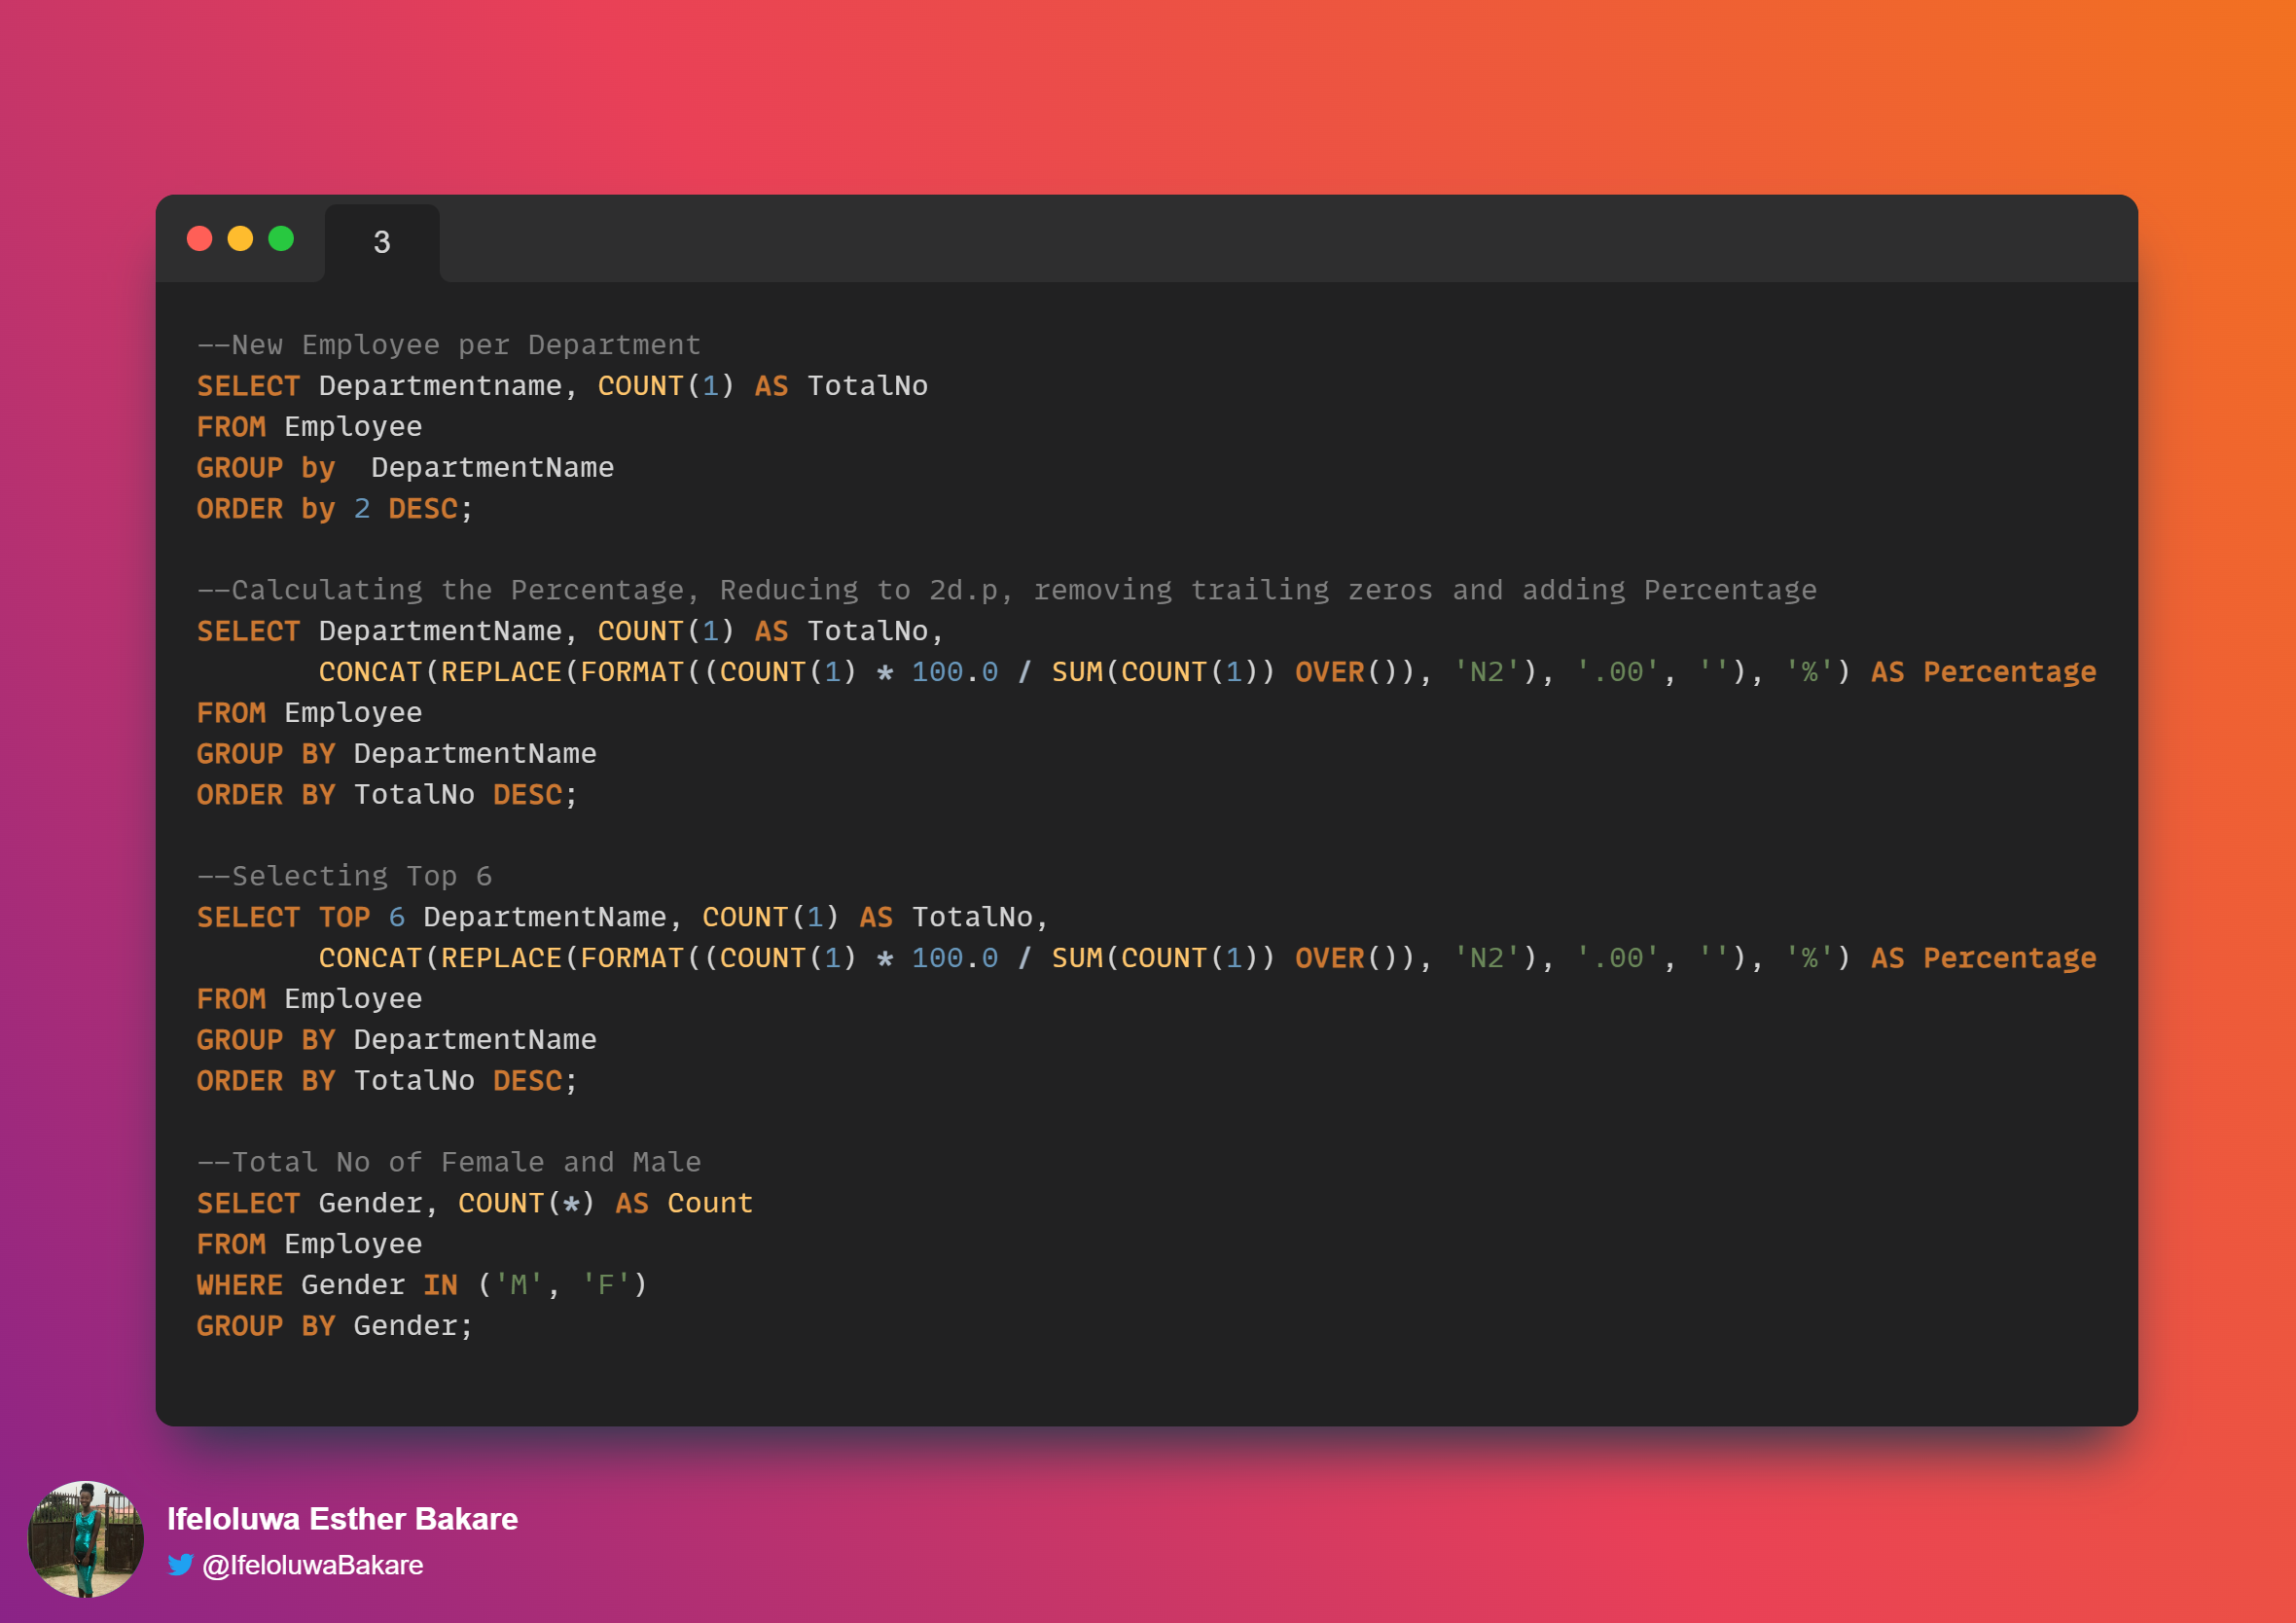 3
--New Employee per Department
SELECT Departmentname, COUNT(1) AS TotalNo
FROM Employee
GROUP by  DepartmentName
ORDER by 2 DESC;
--Calculating the Percentage, Reducing to 2d.p, removing trailing zeros and adding Percentage
SELECT DepartmentName, COUNT(1) AS TotalNo,
       CONCAT(REPLACE(FORMAT((COUNT(1) * 100.0 / SUM(COUNT(1)) OVER()), 'N2'), '.00', ''), '%') AS Percentage
FROM Employee
GROUP BY DepartmentName
ORDER BY TotalNo DESC;
--Selecting Top 6
SELECT TOP 6 DepartmentName, COUNT(1) AS TotalNo,
       CONCAT(REPLACE(FORMAT((COUNT(1) * 100.0 / SUM(COUNT(1)) OVER()), 'N2'), '.00', ''), '%') AS Percentage
FROM Employee
GROUP BY DepartmentName
ORDER BY TotalNo DESC;
--Total No of Female and Male
SELECT Gender, COUNT(*) AS Count
FROM Employee
WHERE Gender IN ('M', 'F')
GROUP BY Gender;
Ifeloluwa Esther Bakare
@IfeloluwaBakare